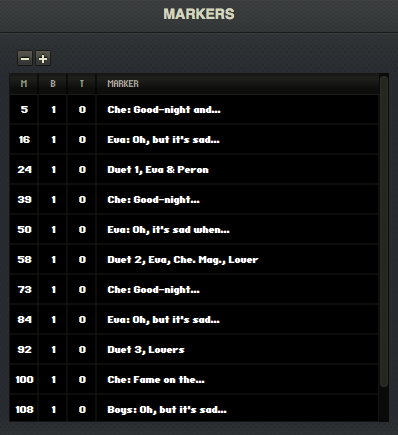 MARKERS
M B T MARKER
5 1 0 Che: Good-night and...
16 1 0 Eva: Oh, but it's sad...
24 1 0 Duet 1, Eva & Peron
39 1 0 Che: Good-night...
50 1 0 Eva: Oh, it's sad when...
58 1 0 Duet 2, Eva, Che. Mag., Lover
73 1 0 Che: Good-night...
84 1 0 Eva: Oh, but it's sad...
92 1 0 Duet 3, Lovers
100 1 0 Che: Fame on the...
108 1 0 Boys: Oh, but it's sad...